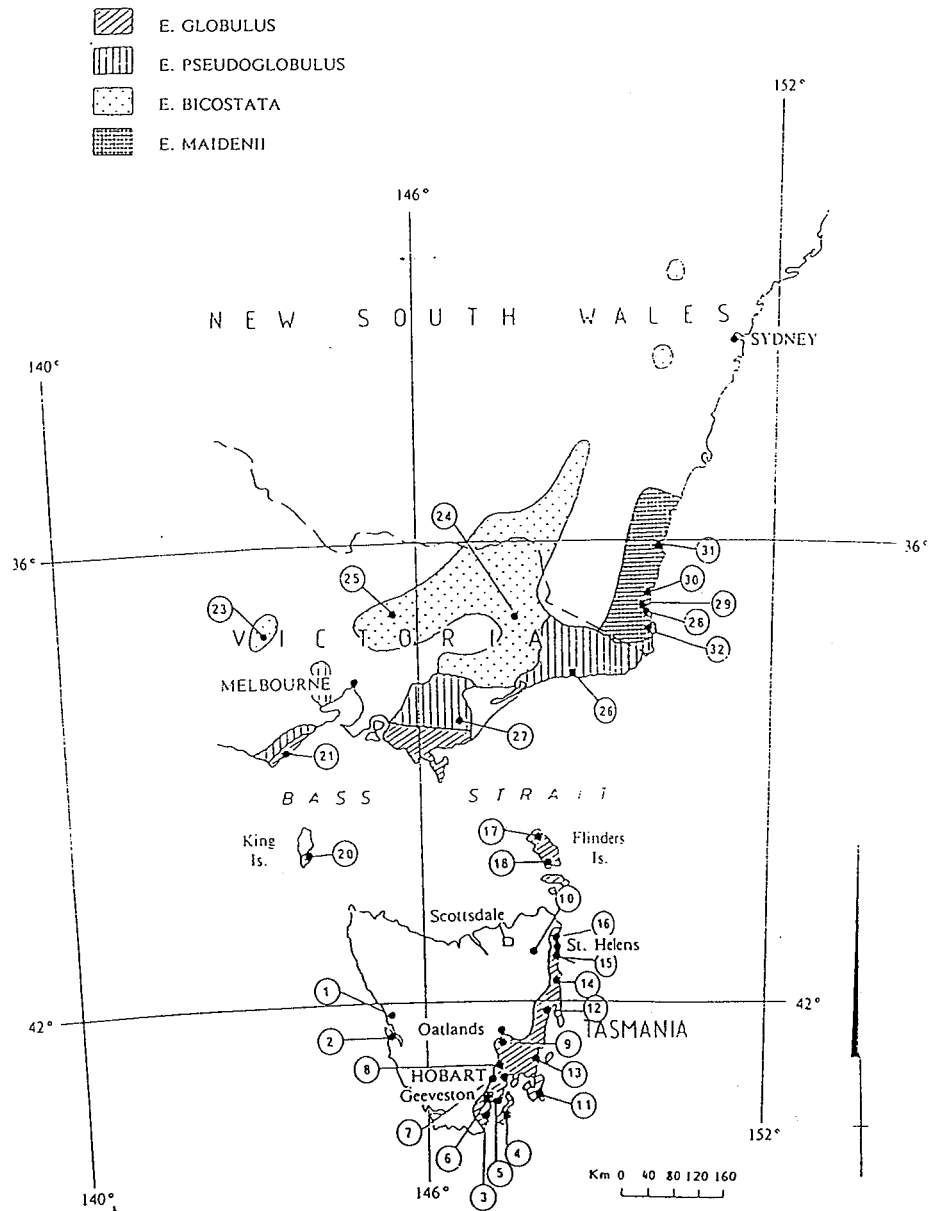 E. GLOBULUS
E. PSEUDOGLOBULUS
E. BICOSTATA
E. MAIDENII
152°
146°
NEW SOUTH WALES
SYDNEY
140°
24
31
36°
36°
25
30
29
23
28
VICTORIA
32
MELBOURNE
26
27
21
BASS STRAIT
17
King Is.
Flinders Is.
20
18
10
Scottsdale
16
St. Helens
15
14
1
12
42°
42°
Oatlands
TASMANIA
2
9
8
HOBART
13
Geeveston
11
7
6
4
5
3
152°
Km 0 40 80 120 160
146°
140°